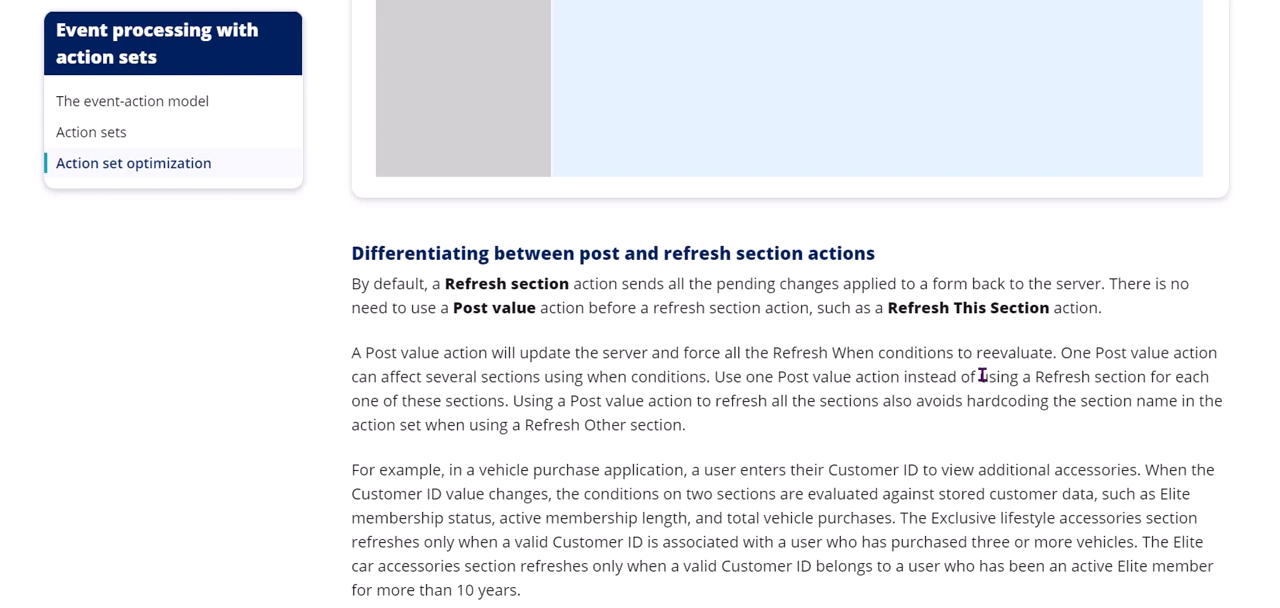 Event processing with
action sets
The event-action model
Action sets
Action set optimization
Differentiating between post and refresh section actions
By default, a Refresh section action sends all the pending changes applied to a form back to the server. There is no
need to use a Post value action before a refresh section action, such as a Refresh This Section action.
A Post value action will update the server and force all the Refresh When conditions to reevaluate. One Post value action
can affect several sections using when conditions. Use one Post value action instead of using a Refresh section for each
one of these sections. Using a Post value action to refresh all the sections also avoids hardcoding the section name in the
action set when using a Refresh Other section.
For example, in a vehicle purchase application, a user enters their Customer ID to view additional accessories. When the
Customer ID value changes, the conditions on two sections are evaluated against stored customer data, such as Elite
membership status, active membership length, and total vehicle purchases. The Exclusive lifestyle accessories section
refreshes only when a valid Customer ID is associated with a user who has purchased three or more vehicles. The Elite
car accessories section refreshes only when a valid Customer ID belongs to a user who has been an active Elite member
for more than 10 years.